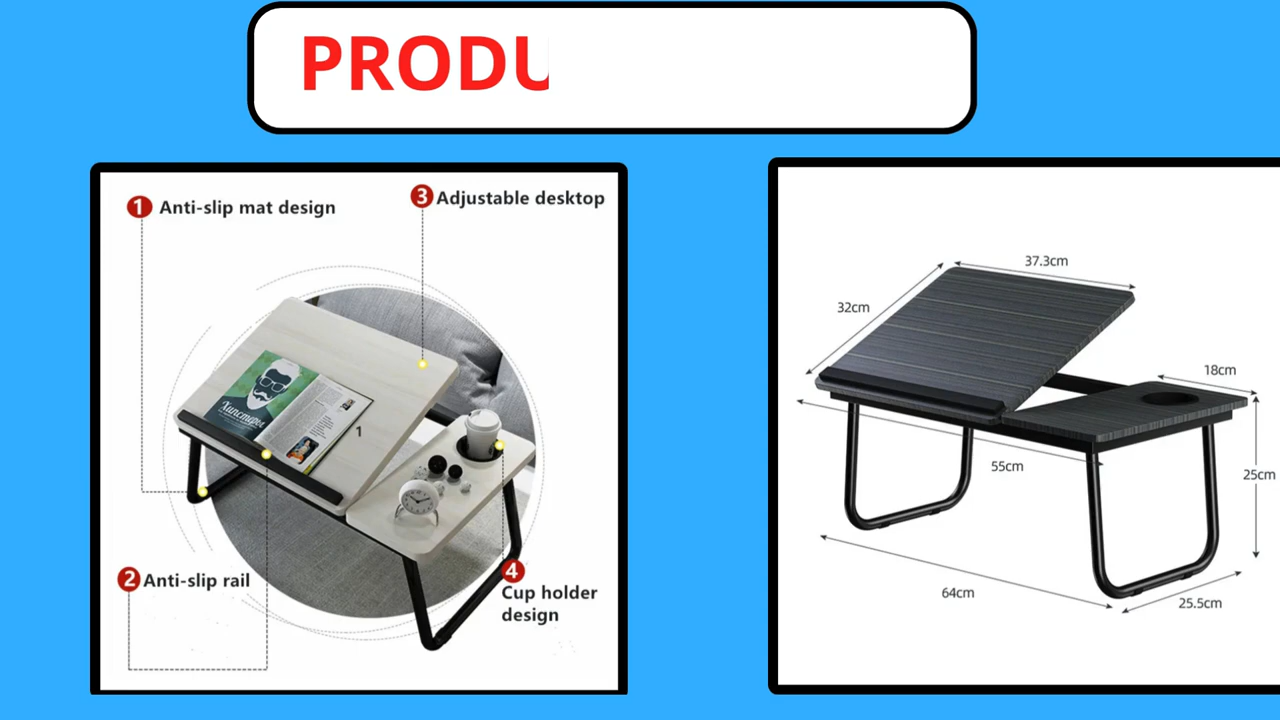 PRODU
1 Anti-slip mat design
3 Adjustable desktop
2 Anti-slip rail
4
Cup holder
design
Хипстиров
37.3cm
32cm
18cm
55cm
25cm
64cm
25.5cm